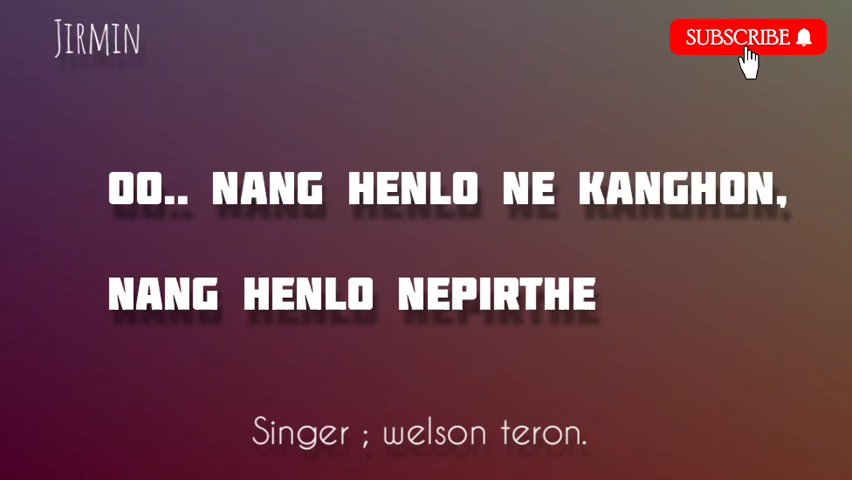 JIRMIN
SUBSCRIBE
OO.. NANG HENLO NE KANGHON,
NANG HENLO NEPIRTHE
Singer ; welson teron.